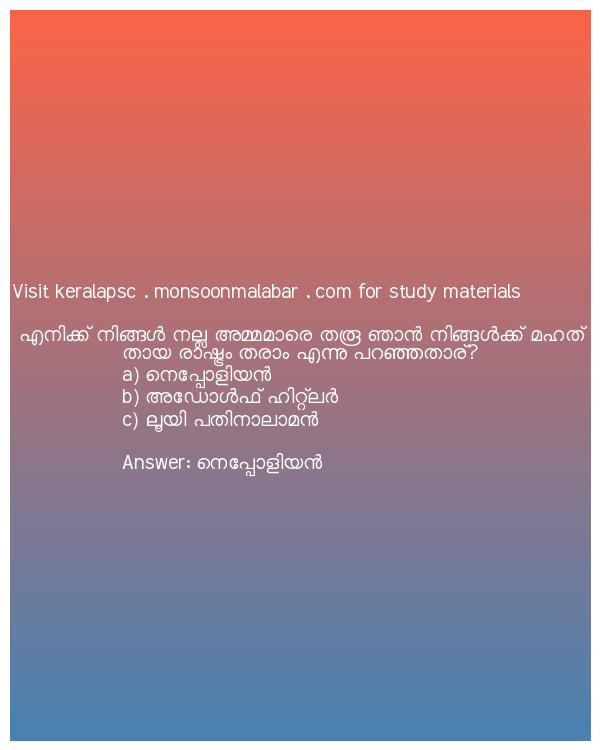 Visit keralapsc . monsoonmalabar . com for study materials
എനിക്ക് നിങ്ങൾ നല്ല അമ്മമാരെ തരൂ ഞാൻ നിങ്ങൾക്ക് മഹത്
തായ രാഷ്ട്രം തരാം എന്നു പറഞ്ഞതാര്?
a) നെപ്പോളിയൻ
b) അഡോൾഫ് ഹിറ്റ്ലർ
c) ലൂയി പതിനാലാമൻ
Answer: നെപ്പോളിയൻ